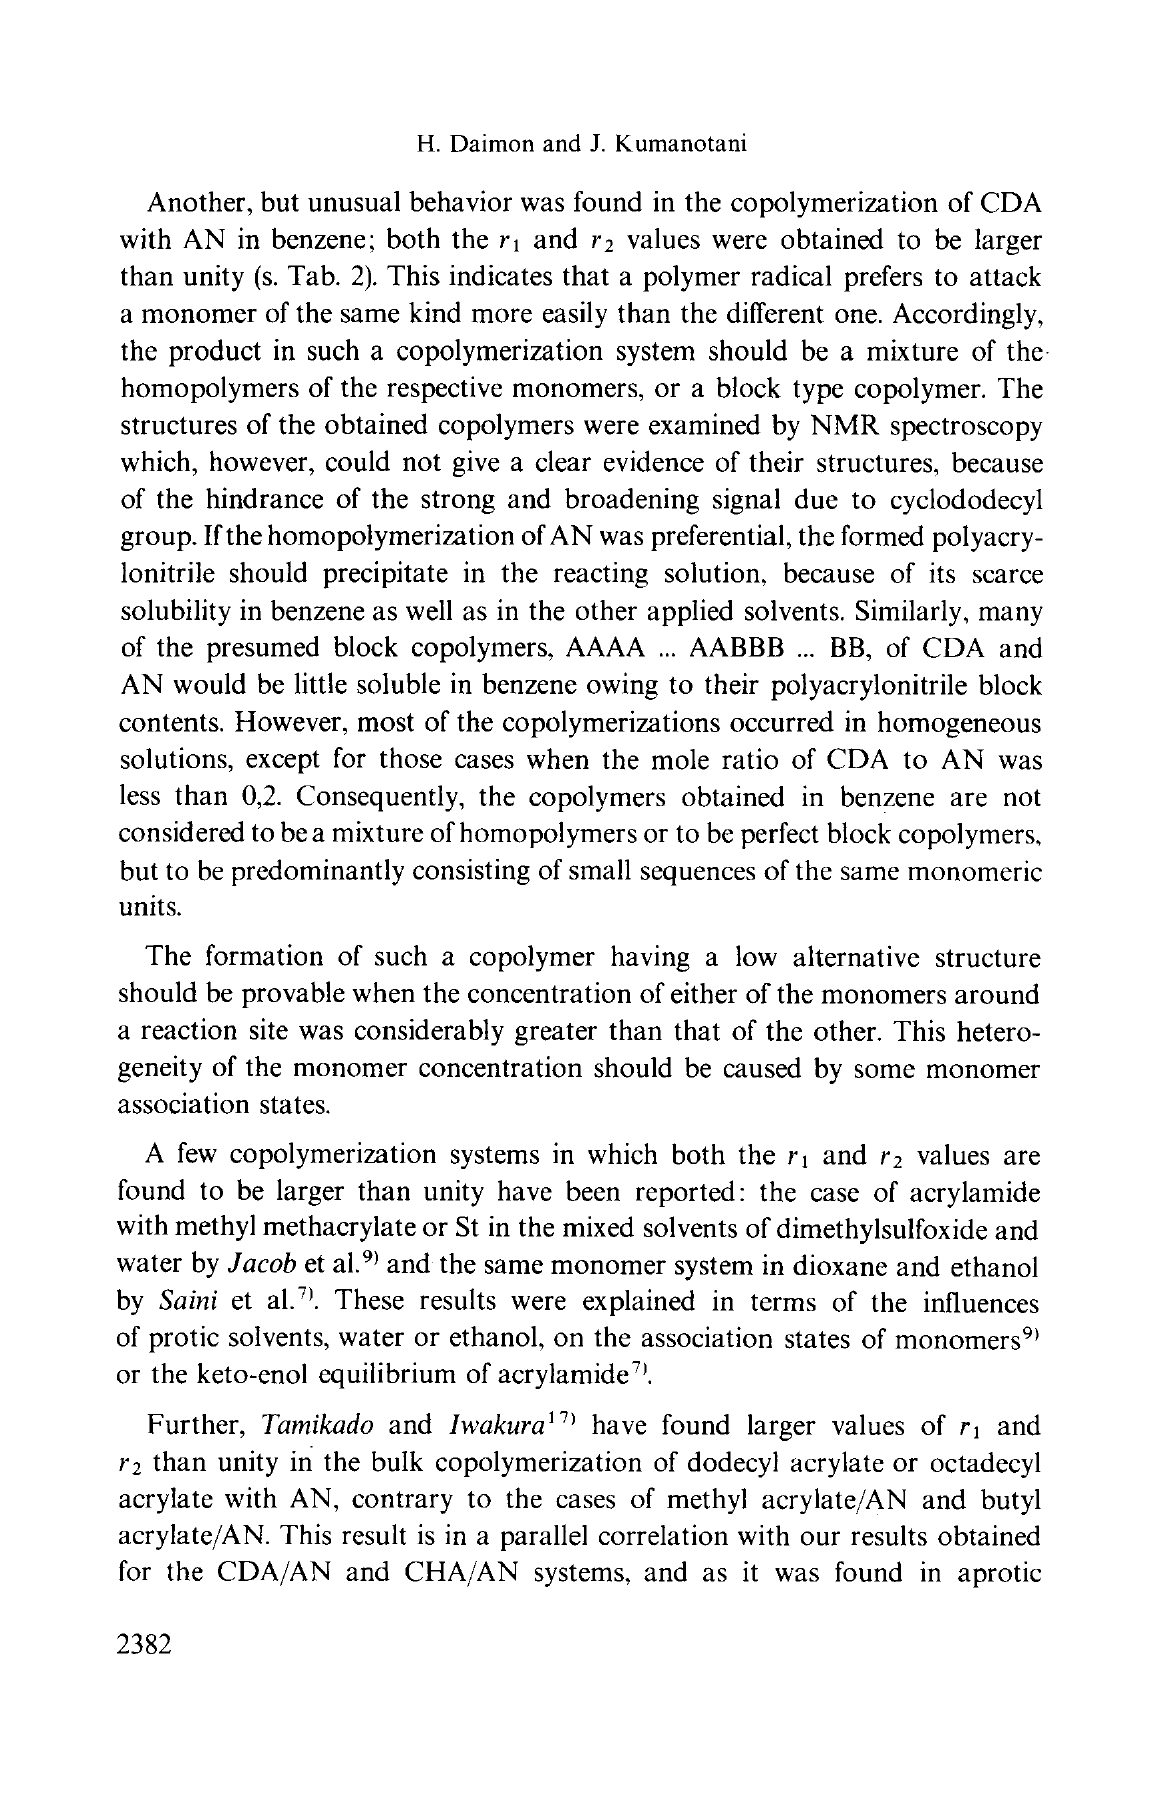 H. Daimon and J. Kumanotani
Another, but unusual behavior was found in the copolymerization of CDA
with AN in benzene; both the r₁ and r₂ values were obtained to be larger
than unity (s. Tab. 2). This indicates that a polymer radical prefers to attack
a monomer of the same kind more easily than the different one. Accordingly,
the product in such a copolymerization system should be a mixture of the
homopolymers of the respective monomers, or a block type copolymer. The
structures of the obtained copolymers were examined by NMR spectroscopy
which, however, could not give a clear evidence of their structures, because
of the hindrance of the strong and broadening signal due to cyclododecyl
group. If the homopolymerization of AN was preferential, the formed polyacry-
lonitrile should precipitate in the reacting solution, because of its scarce
solubility in benzene as well as in the other applied solvents. Similarly, many
of the presumed block copolymers, AAAA ... AABBB ... BB, of CDA and
AN would be little soluble in benzene owing to their polyacrylonitrile block
contents. However, most of the copolymerizations occurred in homogeneous
solutions, except for those cases when the mole ratio of CDA to AN was
less than 0,2. Consequently, the copolymers obtained in benzene are not
considered to be a mixture of homopolymers or to be perfect block copolymers,
but to be predominantly consisting of small sequences of the same monomeric
units.
The formation of such a copolymer having a low alternative structure
should be provable when the concentration of either of the monomers around
a reaction site was considerably greater than that of the other. This hetero-
geneity of the monomer concentration should be caused by some monomer
association states.
A few copolymerization systems in which both the r₁ and r₂ values are
found to be larger than unity have been reported: the case of acrylamide
with methyl methacrylate or St in the mixed solvents of dimethylsulfoxide and
water by Jacob et al.⁹⁾ and the same monomer system in dioxane and ethanol
by Saini et al.⁷⁾. These results were explained in terms of the influences
of protic solvents, water or ethanol, on the association states of monomers⁹⁾
or the keto-enol equilibrium of acrylamide⁷⁾.
Further, Tamikado and Iwakura¹⁷⁾ have found larger values of r₁ and
r₂ than unity in the bulk copolymerization of dodecyl acrylate or octadecyl
acrylate with AN, contrary to the cases of methyl acrylate/AN and butyl
acrylate/AN. This result is in a parallel correlation with our results obtained
for the CDA/AN and CHA/AN systems, and as it was found in aprotic
2382